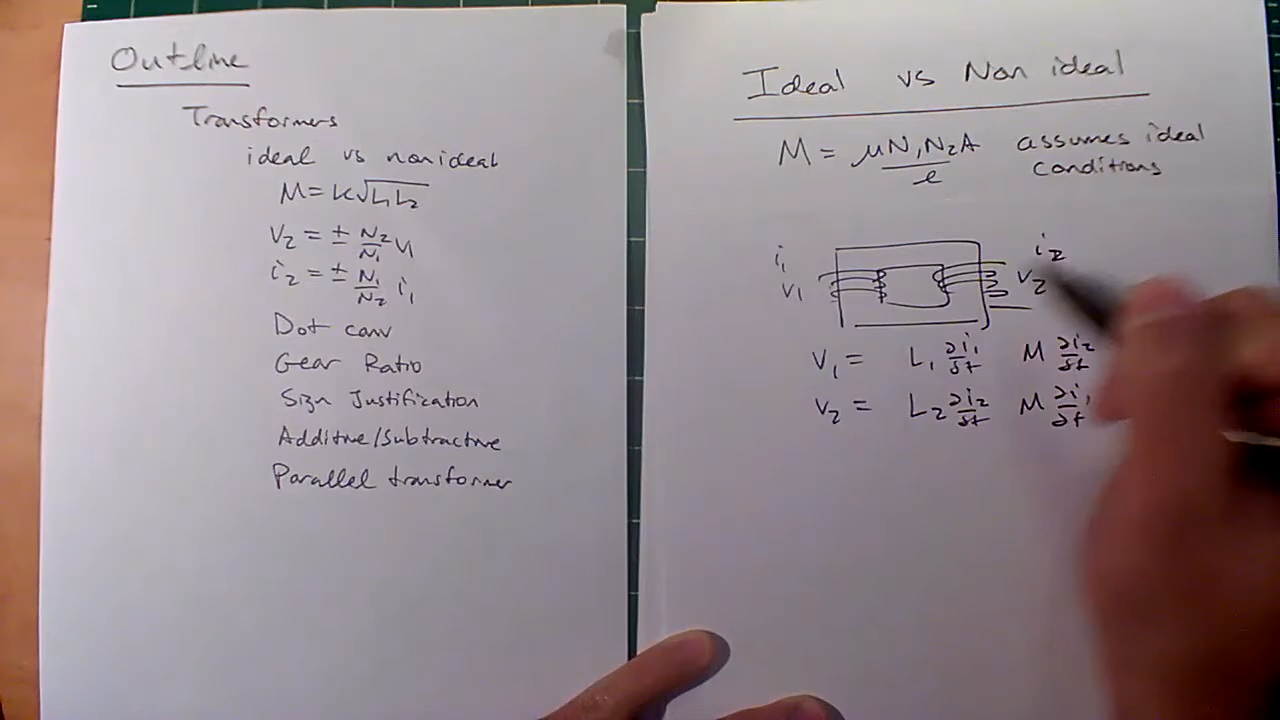 Outline
Transformers
ideal vs nonideal
M = k√L₁L₂
V₂ = ± N₂/N₁ V₁
i₂ = ± N₁/N₂ i₁
Dot conv
Gear Ratio
Sign Justification
Additive/Subtractive
Parallel transformer
Ideal vs Non ideal
M = μN₁N₂A/l assumes ideal
conditions
i₁ i₂
V₁ V₂
V₁ = L₁ ∂i₁/∂t M ∂i₂/∂t
V₂ = L₂ ∂i₂/∂t M ∂i₁/∂t